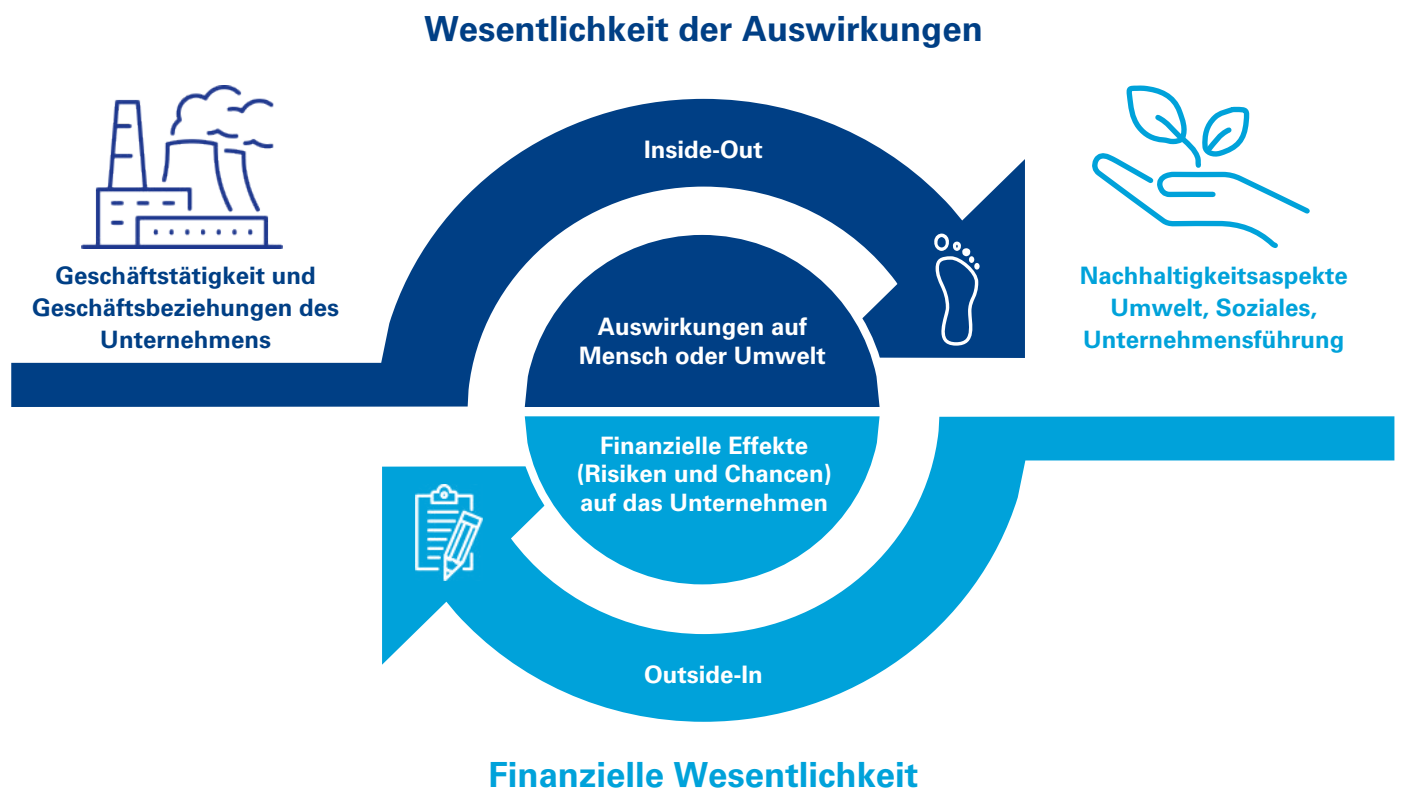 Wesentlichkeit der Auswirkungen
Inside-Out
Geschäftstätigkeit und
Geschäftsbeziehungen des
Unternehmens
Nachhaltigkeitsaspekte
Umwelt, Soziales,
Unternehmensführung
Auswirkungen auf
Mensch oder Umwelt
Finanzielle Effekte
(Risiken und Chancen)
auf das Unternehmen
Outside-In
Finanzielle Wesentlichkeit